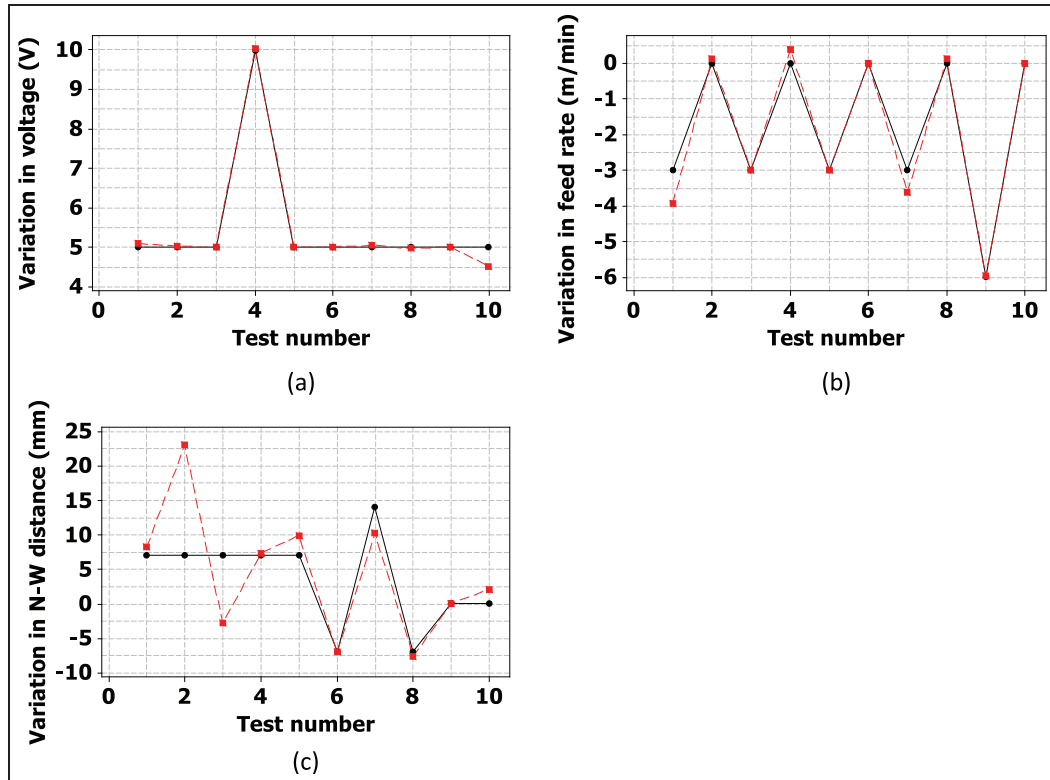 Variation in voltage (V)
10
9
8
7
6
5
4
0 2 4 6 8 10
Test number
(a)
Variation in feed rate (m/min)
0
-1
-2
-3
-4
-5
-6
0 2 4 6 8 10
Test number
(b)
Variation in N-W distance (mm)
25
20
15
10
5
0
-5
-10
0 2 4 6 8 10
Test number
(c)